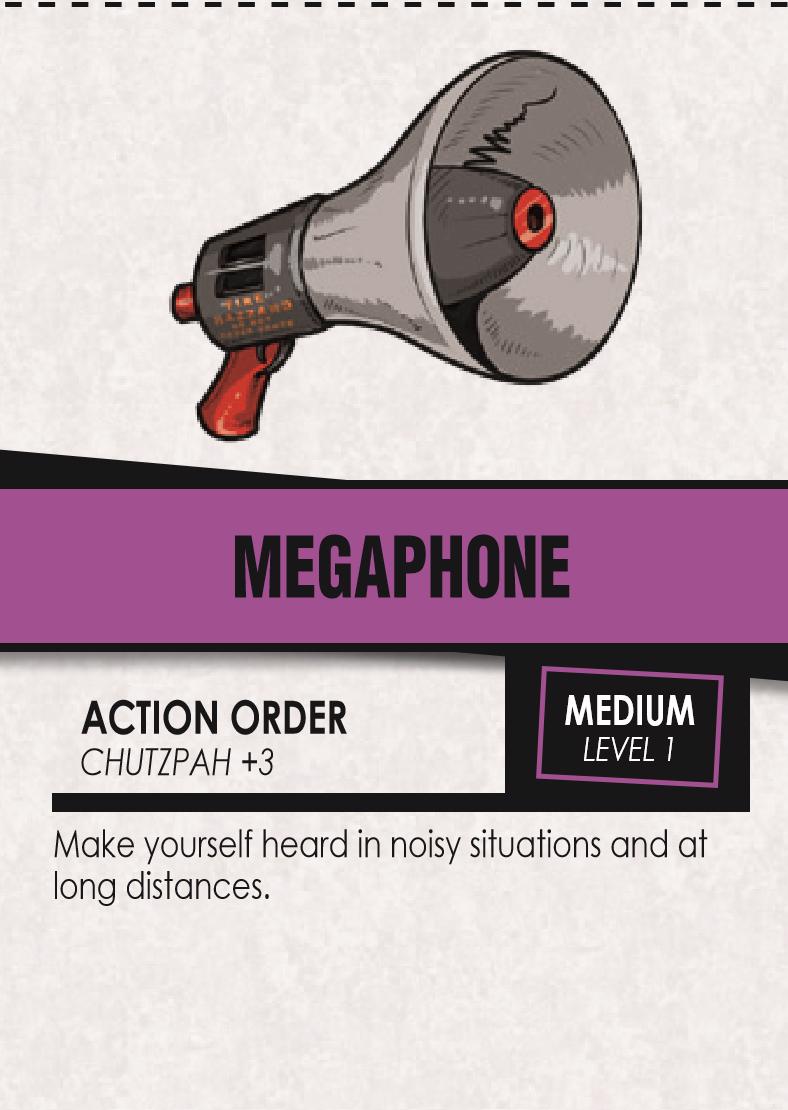 MEGAPHONE
ACTION ORDER
CHUTZPAH +3
MEDIUM
LEVEL 1
Make yourself heard in noisy situations and at
long distances.